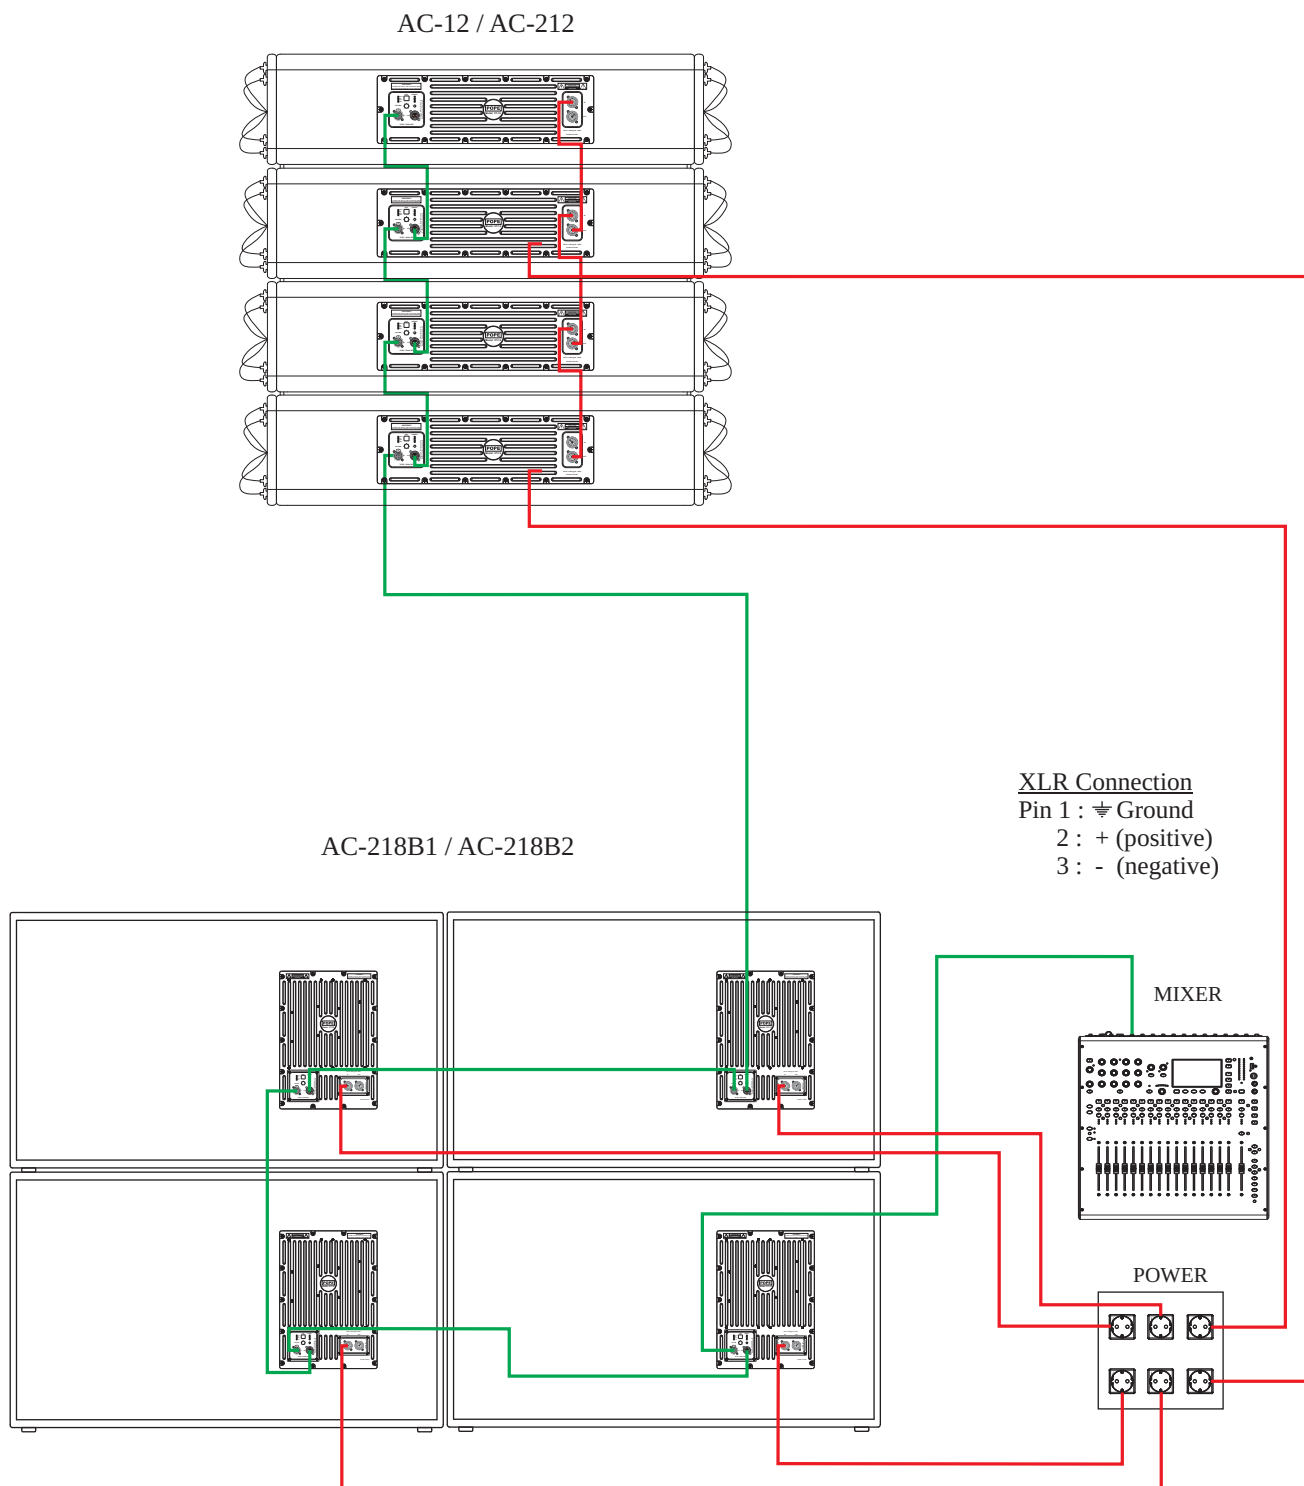 AC-12 / AC-212
XLR Connection
Pin 1 : Ground
2 : + (positive)
3 : - (negative)
AC-218B1 / AC-218B2
MIXER
POWER